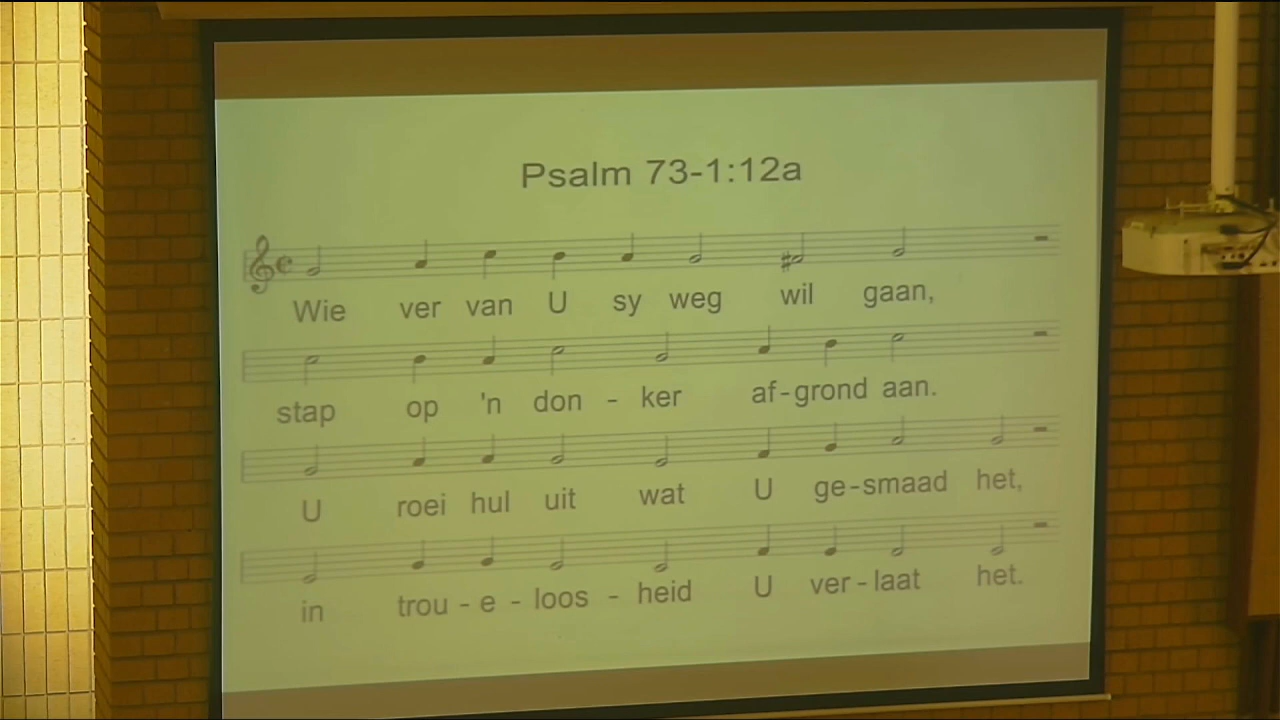 Psalm 73-1:12a
Wie ver van U sy weg wil gaan,
stap op 'n don - ker af-grond aan.
U roei hul uit wat U ge-smaad het,
in trou - e - loos - heid U ver-laat het.